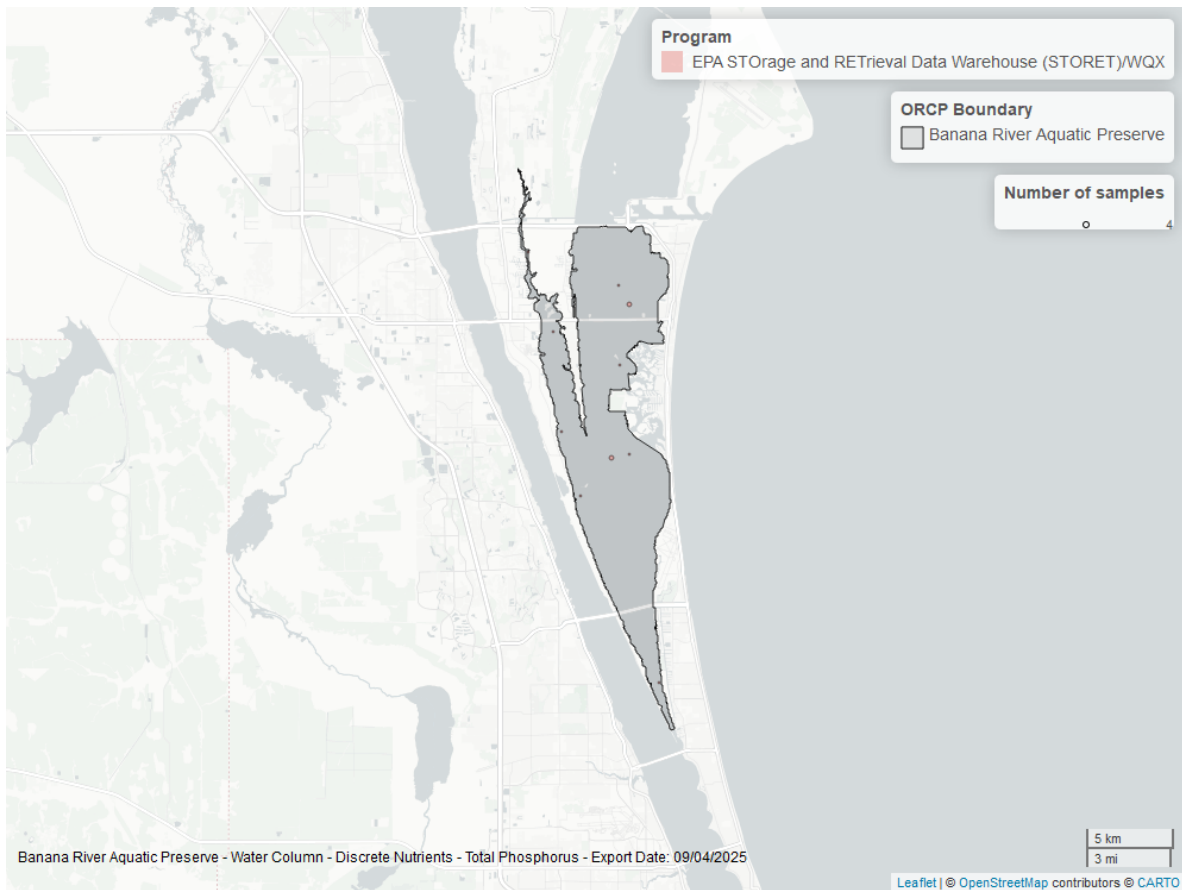 Program
EPA STOrage and RETrieval Data Warehouse (STORET)/WQX
ORCP Boundary
Banana River Aquatic Preserve
Number of samples
4
5 km
3 mi
Banana River Aquatic Preserve - Water Column - Discrete Nutrients - Total Phosphorus - Export Date: 09/04/2025
Leaflet | © OpenStreetMap contributors © CARTO